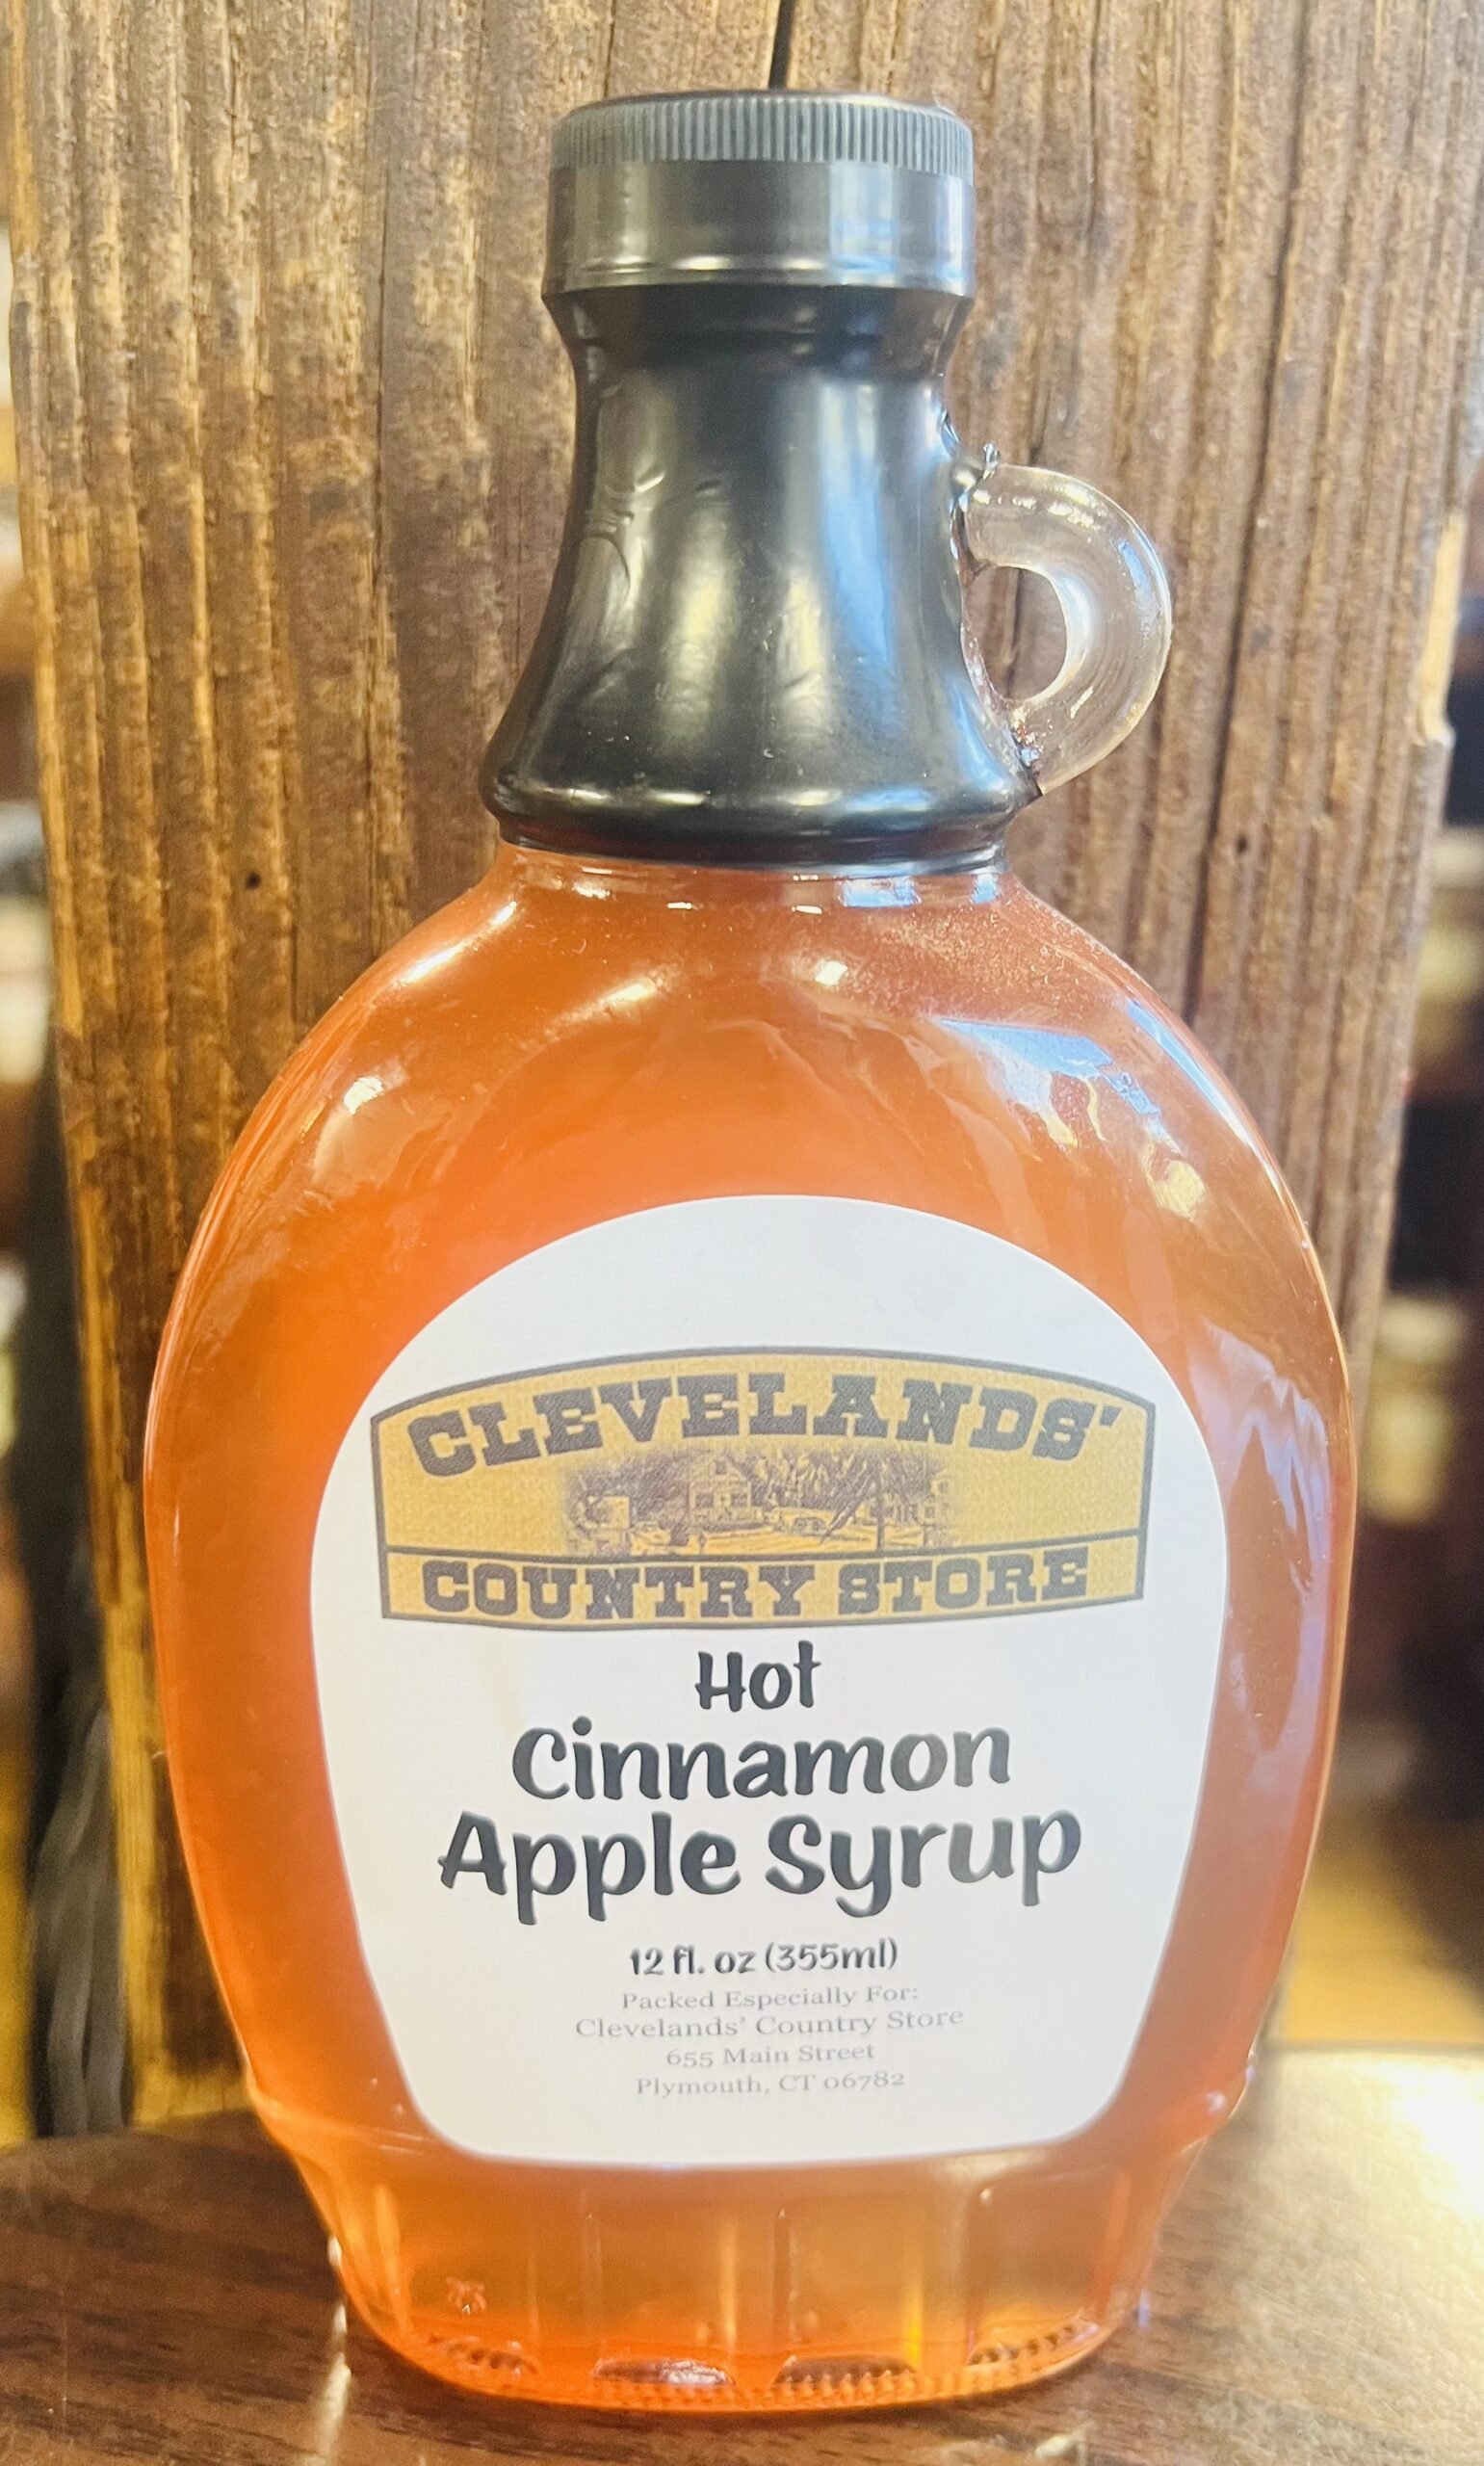 CLEVELANDS'
COUNTRY STORE
Hot
Cinnamon
Apple Syrup
12 fl. oz (355ml)
Packed Especially For:
Clevelands' Country Store
655 Main Street
Plymouth, CT 06782